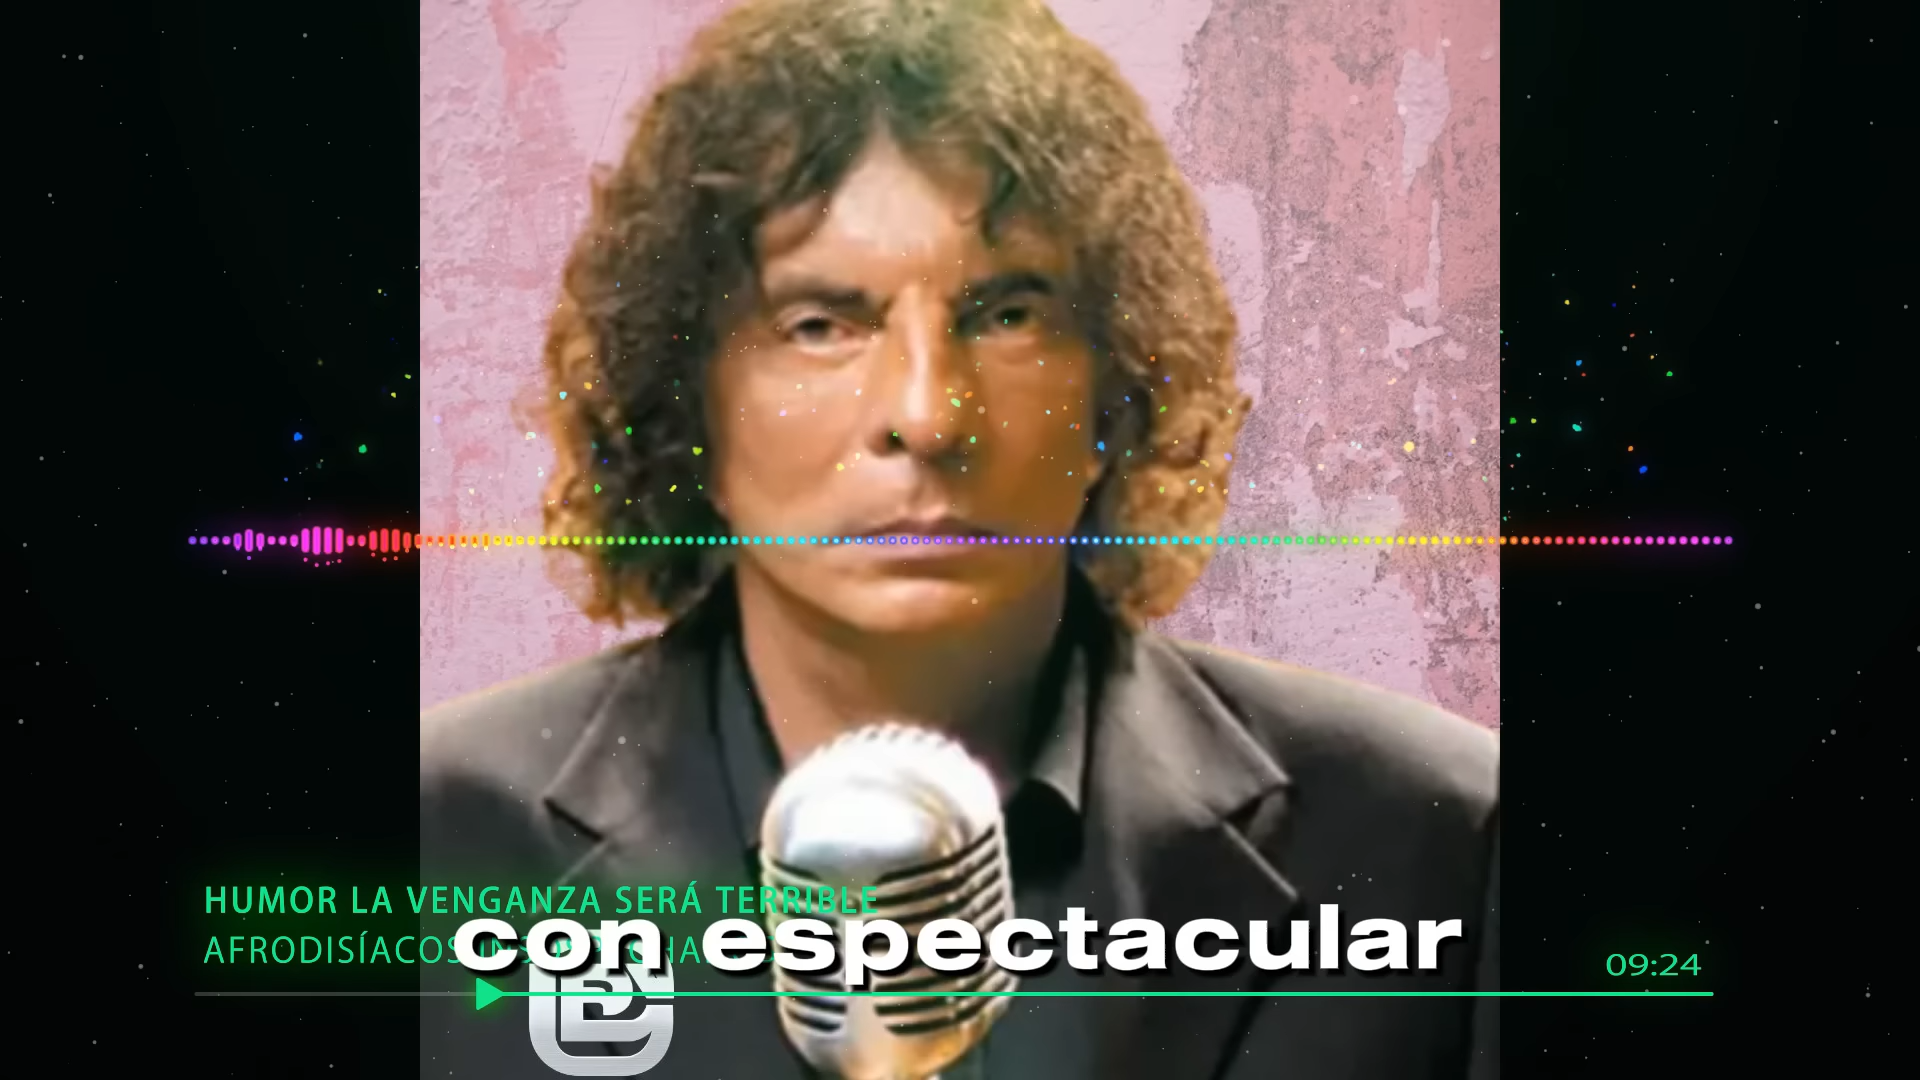 HUMOR LA VENGANZA SERÁ TERRIBLE
AFRODISÍACOS
con espectacular
09:24